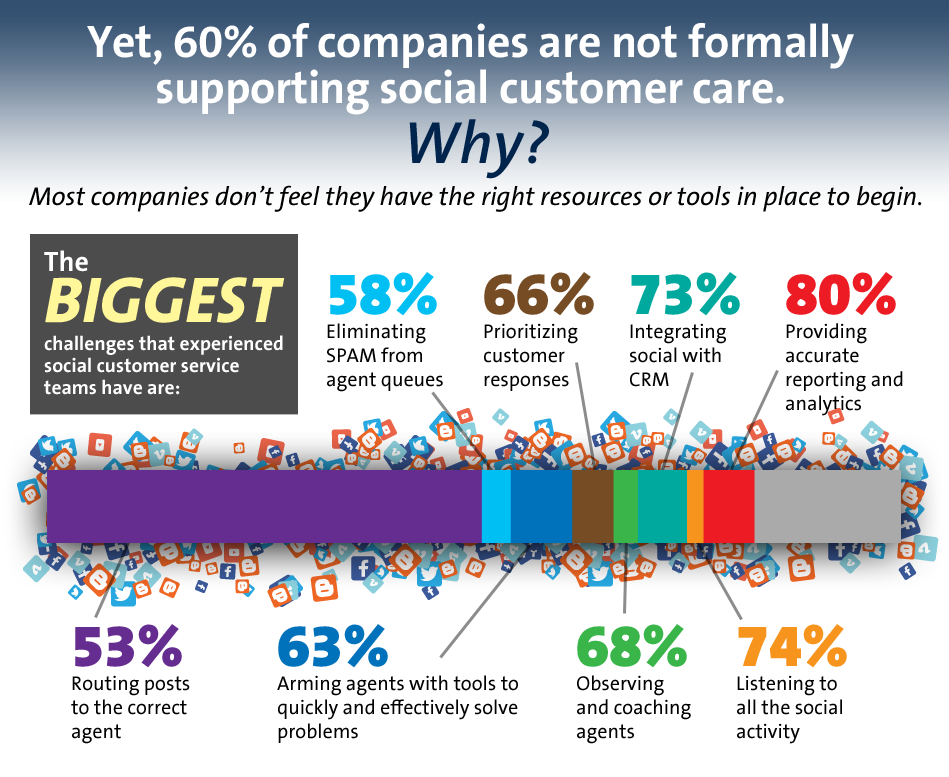 Yet, 60% of companies are not formally
supporting social customer care.
Why?
Most companies don't feel they have the right resources or tools in place to begin.
The
BIGGEST
challenges that experienced
social customer service
teams have are:
58%
Eliminating
SPAM from
agent queues
66%
Prioritizing
customer
responses
73%
Integrating
social with
CRM
80%
Providing
accurate
reporting and
analytics
53%
Routing posts
to the correct
agent
63%
Arming agents with tools to
quickly and effectively solve
problems
68%
Observing
and coaching
agents
74%
Listening to
all the social
activity